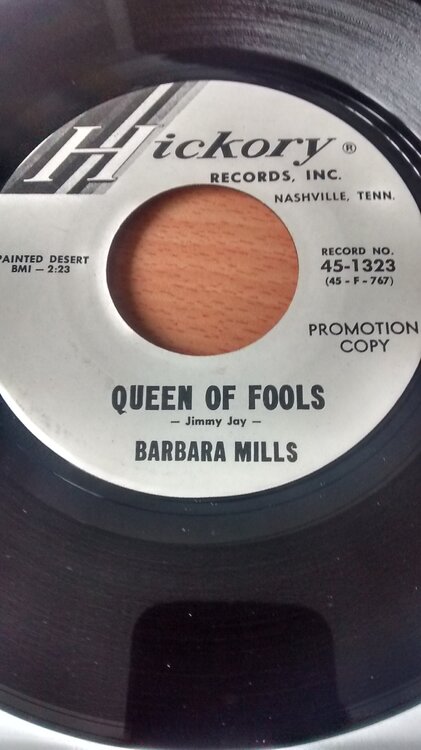 Hickory ®
RECORDS, INC.
NASHVILLE, TENN.
PAINTED DESERT
BMI — 2:23
RECORD NO.
45-1323
(45 - F - 767)
PROMOTION
COPY
QUEEN OF FOOLS
— Jimmy Jay —
BARBARA MILLS